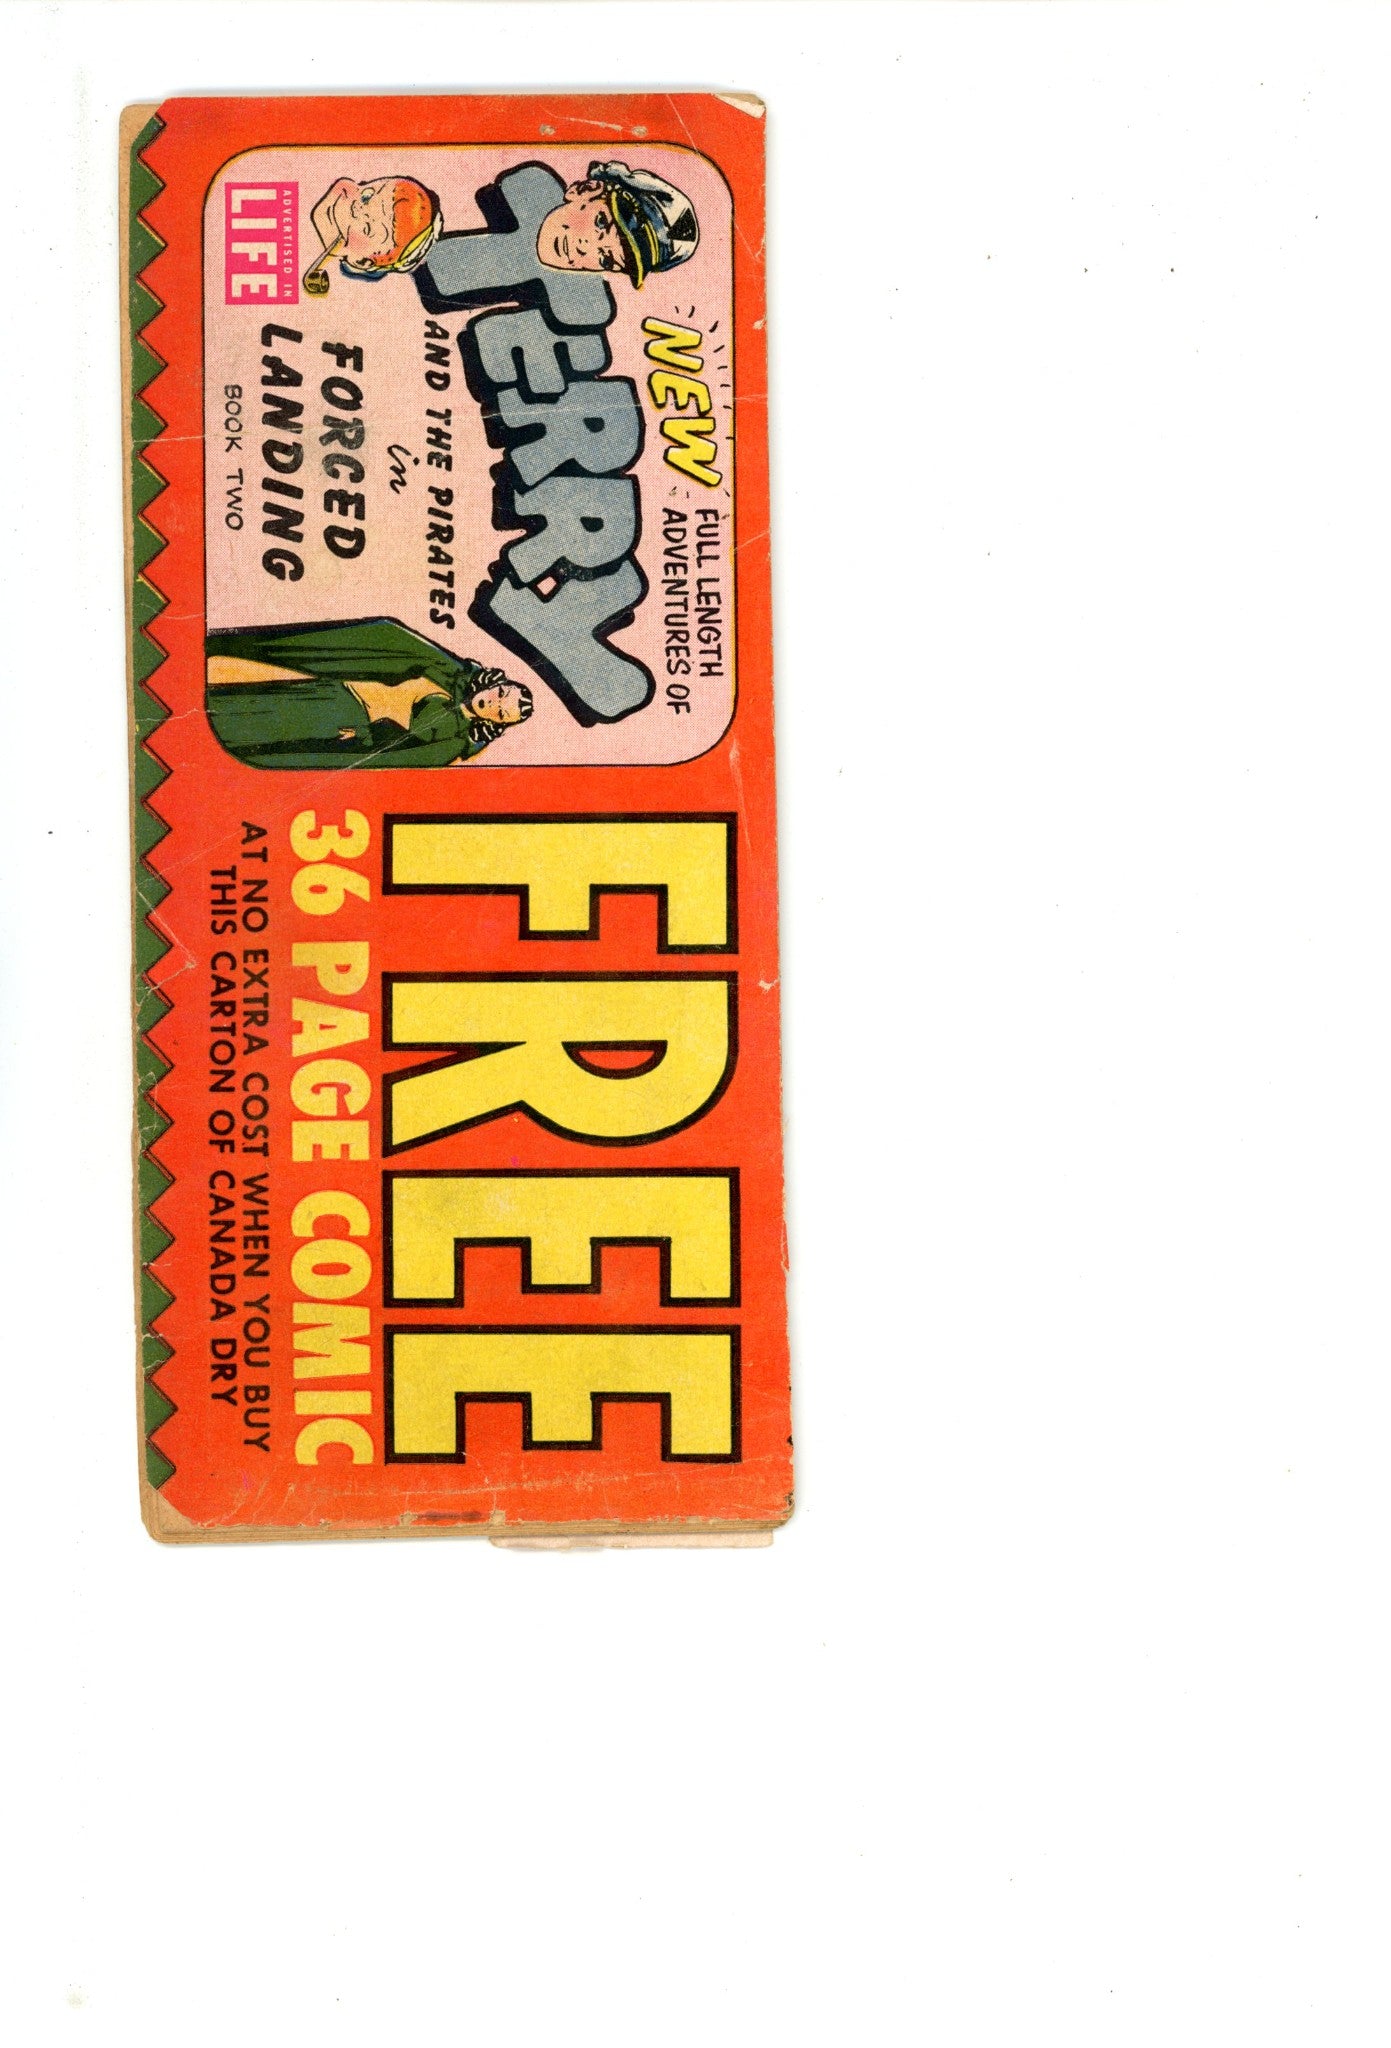 NEW FULL LENGTH
ADVENTURES OF
TERRY
AND THE PIRATES
in
FORCED
LANDING
BOOK TWO
ADVERTISED IN
LIFE
FREE
36 PAGE COMIC
AT NO EXTRA COST WHEN YOU BUY
THIS CARTON OF CANADA DRY